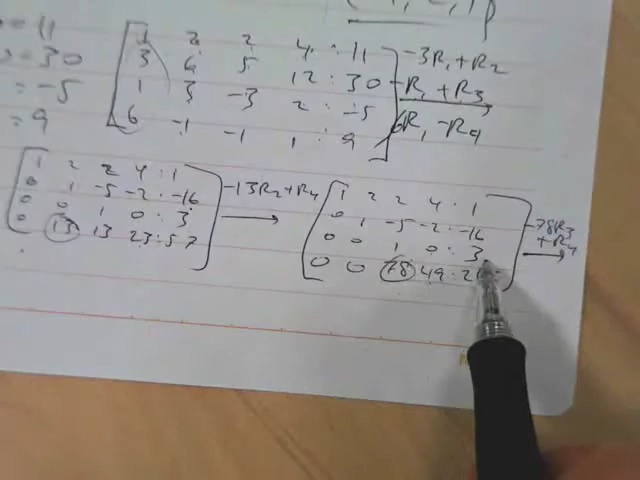 = 11
= 30
= -5
= 9
1 2 2 4 : 11
3 6 5 12 : 30
1 3 -3 2 : -5
6 -1 -1 1 : 9
-3R₁+R₂
-R₁+R₃
6R₁-R₄
1 2 2 4 : 1
0 1 -5 -2 : -16
0 0 1 0 : 3
0 13 13 23 : 57
-13R₂+R₄
1 2 2 4 : 1
0 1 -5 -2 : -16
0 0 1 0 : 3
0 0 78 49 : 2
-78R₃
+R₄